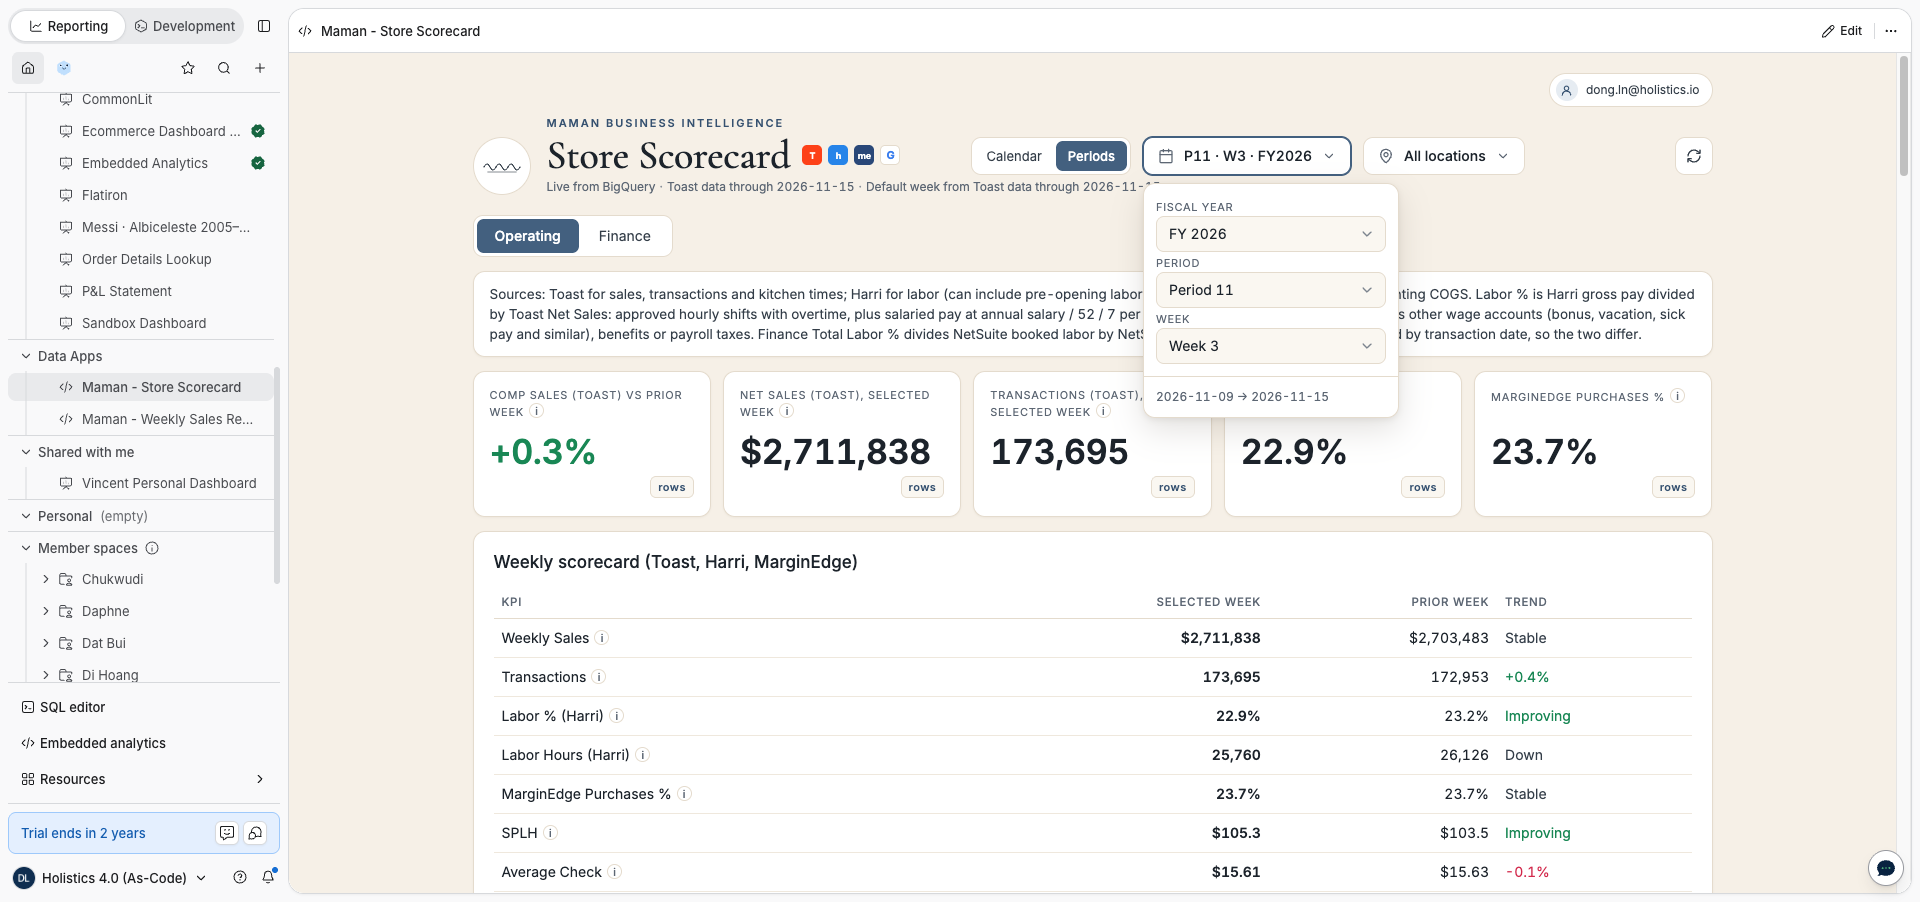 Reporting
Development
CommonLit
Ecommerce Dashboard ...
Embedded Analytics
Flatiron
Messi · Albiceleste 2005–...
Order Details Lookup
P&L Statement
Sandbox Dashboard
Data Apps
Maman - Store Scorecard
Maman - Weekly Sales Re...
Shared with me
Vincent Personal Dashboard
Personal (empty)
Member spaces
Chukwudi
Daphne
Dat Bui
Di Hoang
SQL editor
Embedded analytics
Resources
Trial ends in 2 years
DL Holistics 4.0 (As-Code)
Maman - Store Scorecard
Edit
dong.ln@holistics.io
MAMAN BUSINESS INTELLIGENCE
Store Scorecard T h me G
Calendar Periods
P11 · W3 · FY2026
All locations
Live from BigQuery · Toast data through 2026-11-15 · Default week from Toast data through 2026-11-15
Operating Finance
FISCAL YEAR
FY 2026
PERIOD
Period 11
WEEK
Week 3
2026-11-09 → 2026-11-15
Sources: Toast for sales, transactions and kitchen times; Harri for labor (can include pre-opening labor ting COGS. Labor % is Harri gross pay divided
by Toast Net Sales: approved hourly shifts with overtime, plus salaried pay at annual salary / 52 / 7 per s other wage accounts (bonus, vacation, sick
pay and similar), benefits or payroll taxes. Finance Total Labor % divides NetSuite booked labor by NetS d by transaction date, so the two differ.
COMP SALES (TOAST) VS PRIOR
WEEK
+0.3%
rows
NET SALES (TOAST), SELECTED
WEEK
$2,711,838
rows
TRANSACTIONS (TOAST),
SELECTED WEEK
173,695
rows
22.9%
rows
MARGINEDGE PURCHASES %
23.7%
rows
Weekly scorecard (Toast, Harri, MarginEdge)
KPI SELECTED WEEK PRIOR WEEK TREND
Weekly Sales $2,711,838 $2,703,483 Stable
Transactions 173,695 172,953 +0.4%
Labor % (Harri) 22.9% 23.2% Improving
Labor Hours (Harri) 25,760 26,126 Down
MarginEdge Purchases % 23.7% 23.7% Stable
SPLH $105.3 $103.5 Improving
Average Check $15.61 $15.63 -0.1%